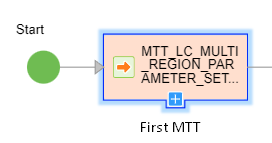 Start
MTT_LC_MULTI
_REGION_PAR
AMETER_SET...
First MTT